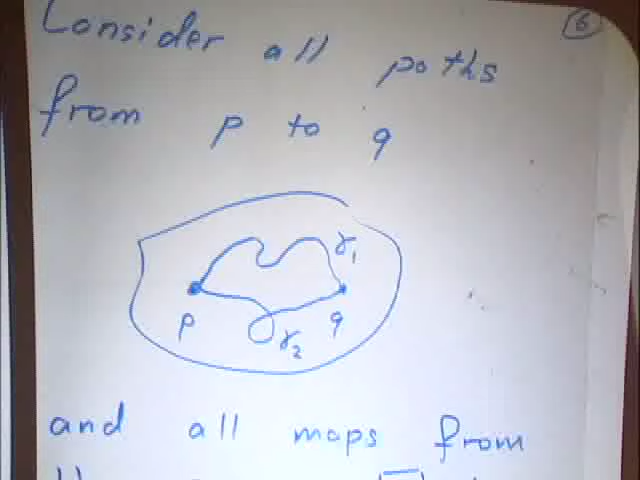 6
Consider all paths
from p to q
γ1
p q
γ2
and all maps from